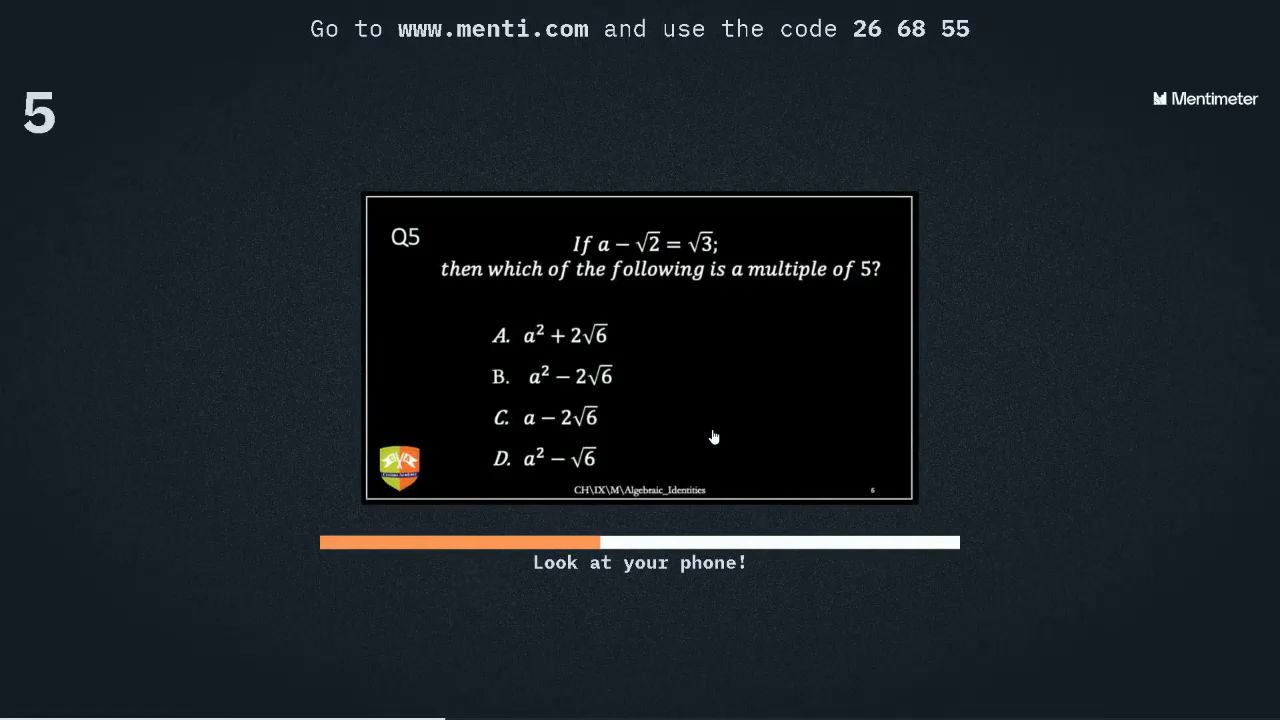 Go to www.menti.com and use the code 26 68 55
5
Mentimeter
Q5
If a − √2 = √3;
then which of the following is a multiple of 5?
A. a² + 2√6
B. a² − 2√6
C. a − 2√6
D. a² − √6
CH\IX\M\Algebraic_Identities
6
Look at your phone!